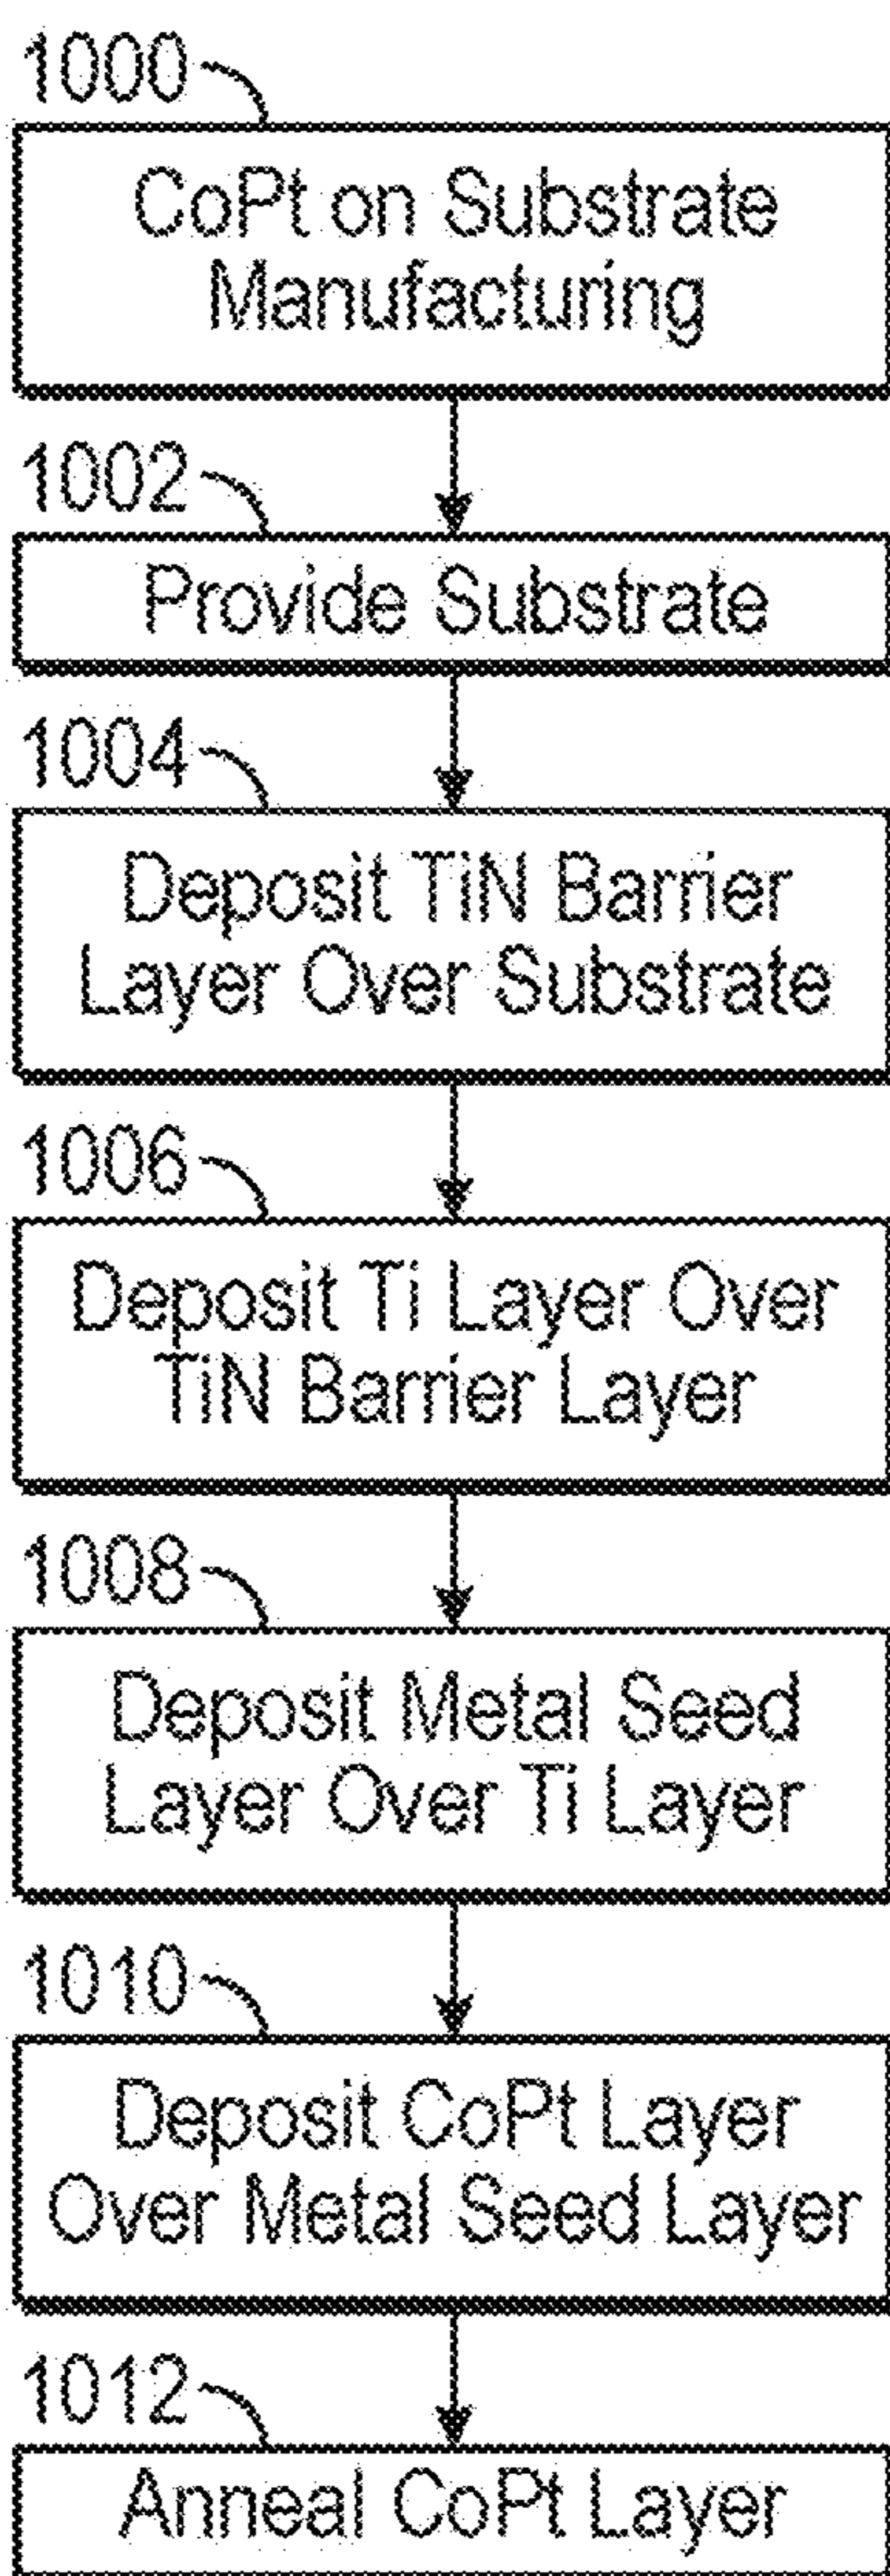 1000
CoPt on Substrate
Manufacturing
1002
Provide Substrate
1004
Deposit TiN Barrier
Layer Over Substrate
1006
Deposit Ti Layer Over
TiN Barrier Layer
1008
Deposit Metal Seed
Layer Over Ti Layer
1010
Deposit CoPt Layer
Over Metal Seed Layer
1012
Anneal CoPt Layer